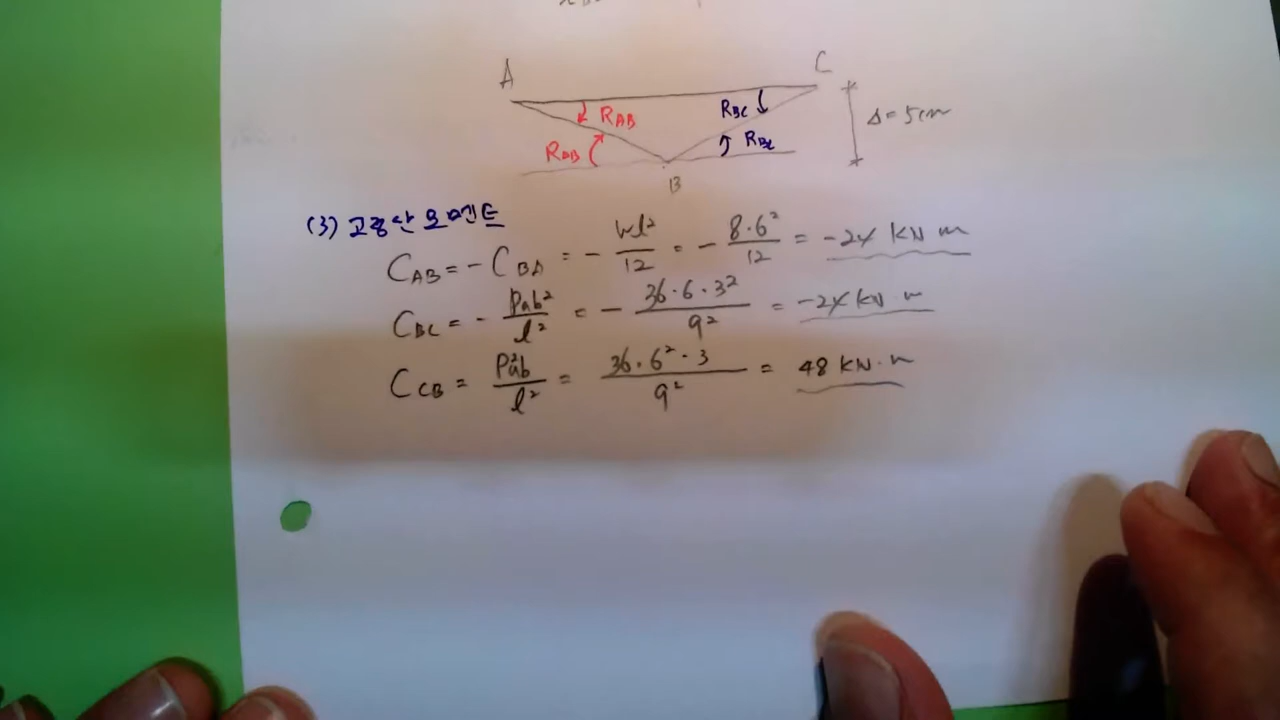 A C
R_AB R_BC
R_AB R_BC Δ = 5cm
B
(3) 고정단 모멘트
C_AB = - C_BA = - wl²/12 = - 8·6²/12 = -24 kN m
C_BC = - Pab²/l² = - 36·6·3²/9² = -24 kN m
C_CB = Pa²b/l² = 36·6²·3/9² = 48 kN·m